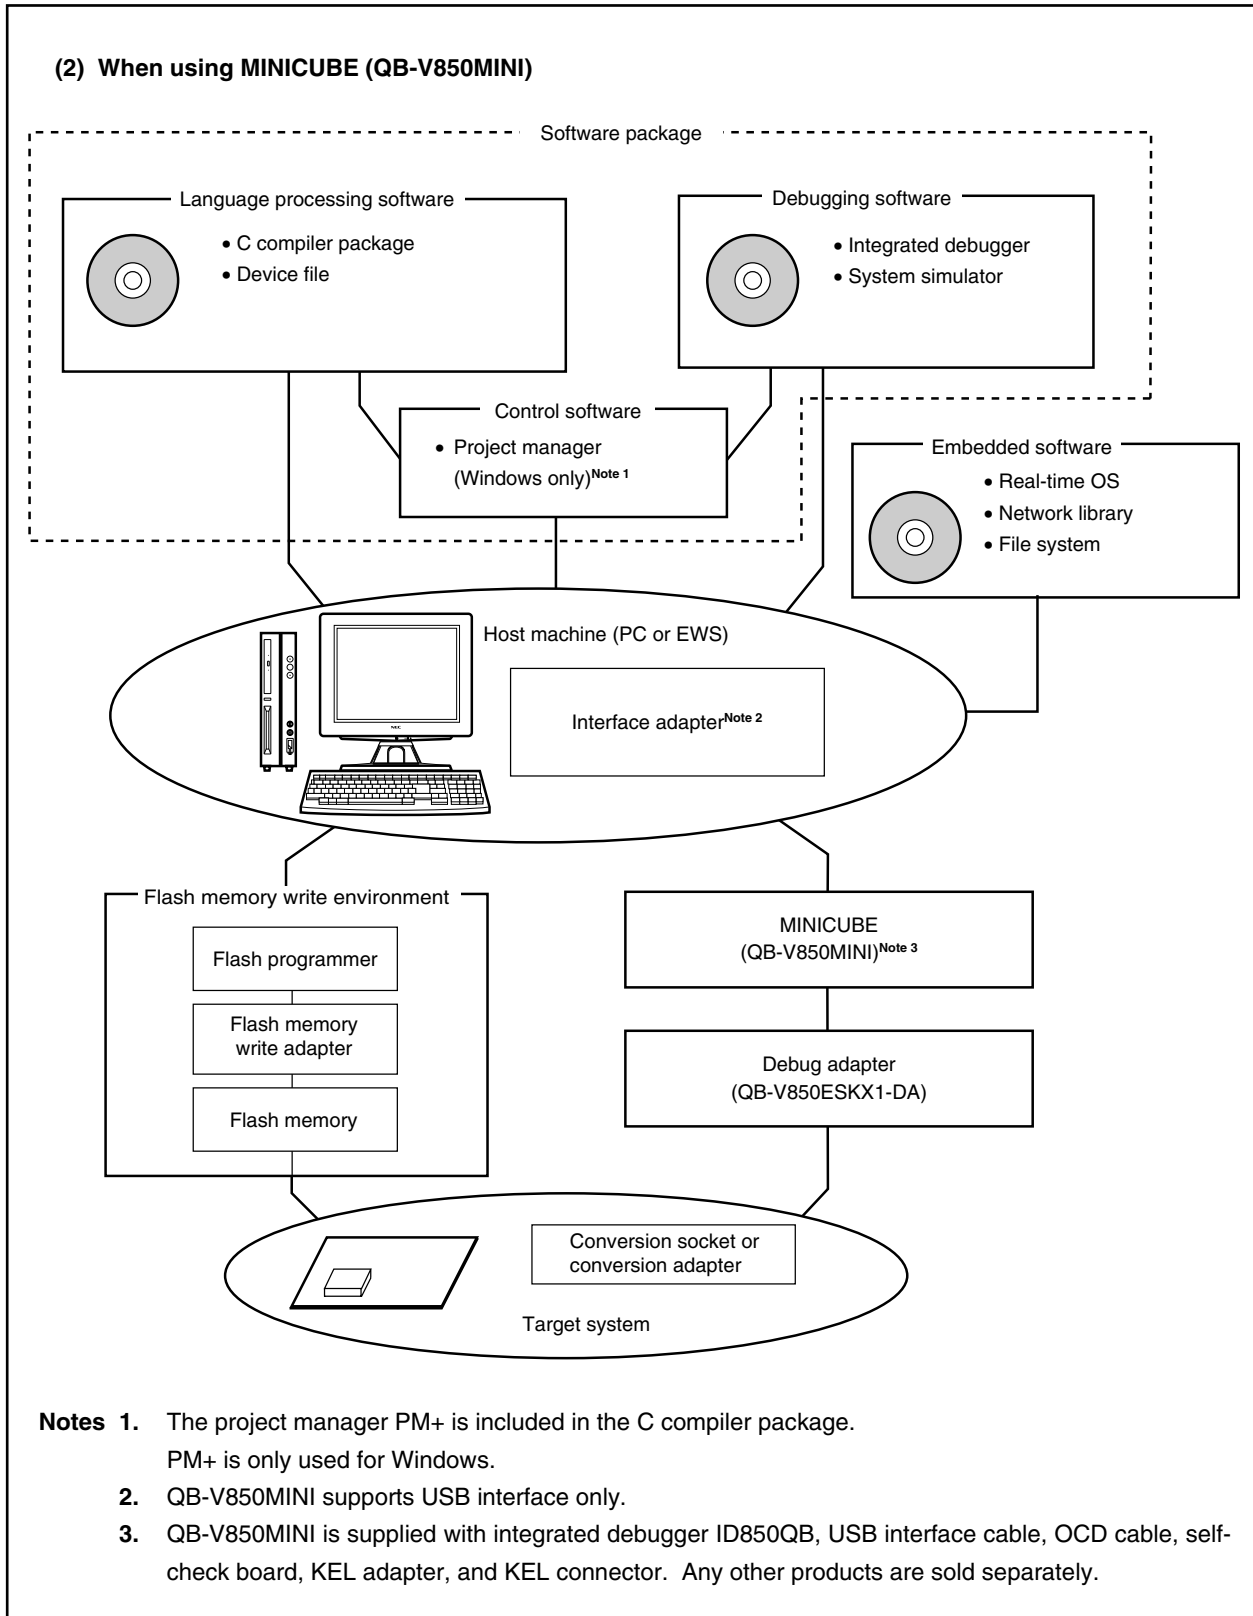 (2) When using MINICUBE (QB-V850MINI)
Software package
Language processing software
• C compiler package
• Device file
Debugging software
• Integrated debugger
• System simulator
Control software
• Project manager
(Windows only)Note 1
Embedded software
• Real-time OS
• Network library
• File system
Host machine (PC or EWS)
Interface adapterNote 2
NEC
Flash memory write environment
Flash programmer
Flash memory
write adapter
Flash memory
MINICUBE
(QB-V850MINI)Note 3
Debug adapter
(QB-V850ESKX1-DA)
Conversion socket or
conversion adapter
Target system
Notes 1. The project manager PM+ is included in the C compiler package.
PM+ is only used for Windows.
2. QB-V850MINI supports USB interface only.
3. QB-V850MINI is supplied with integrated debugger ID850QB, USB interface cable, OCD cable, self-
check board, KEL adapter, and KEL connector. Any other products are sold separately.